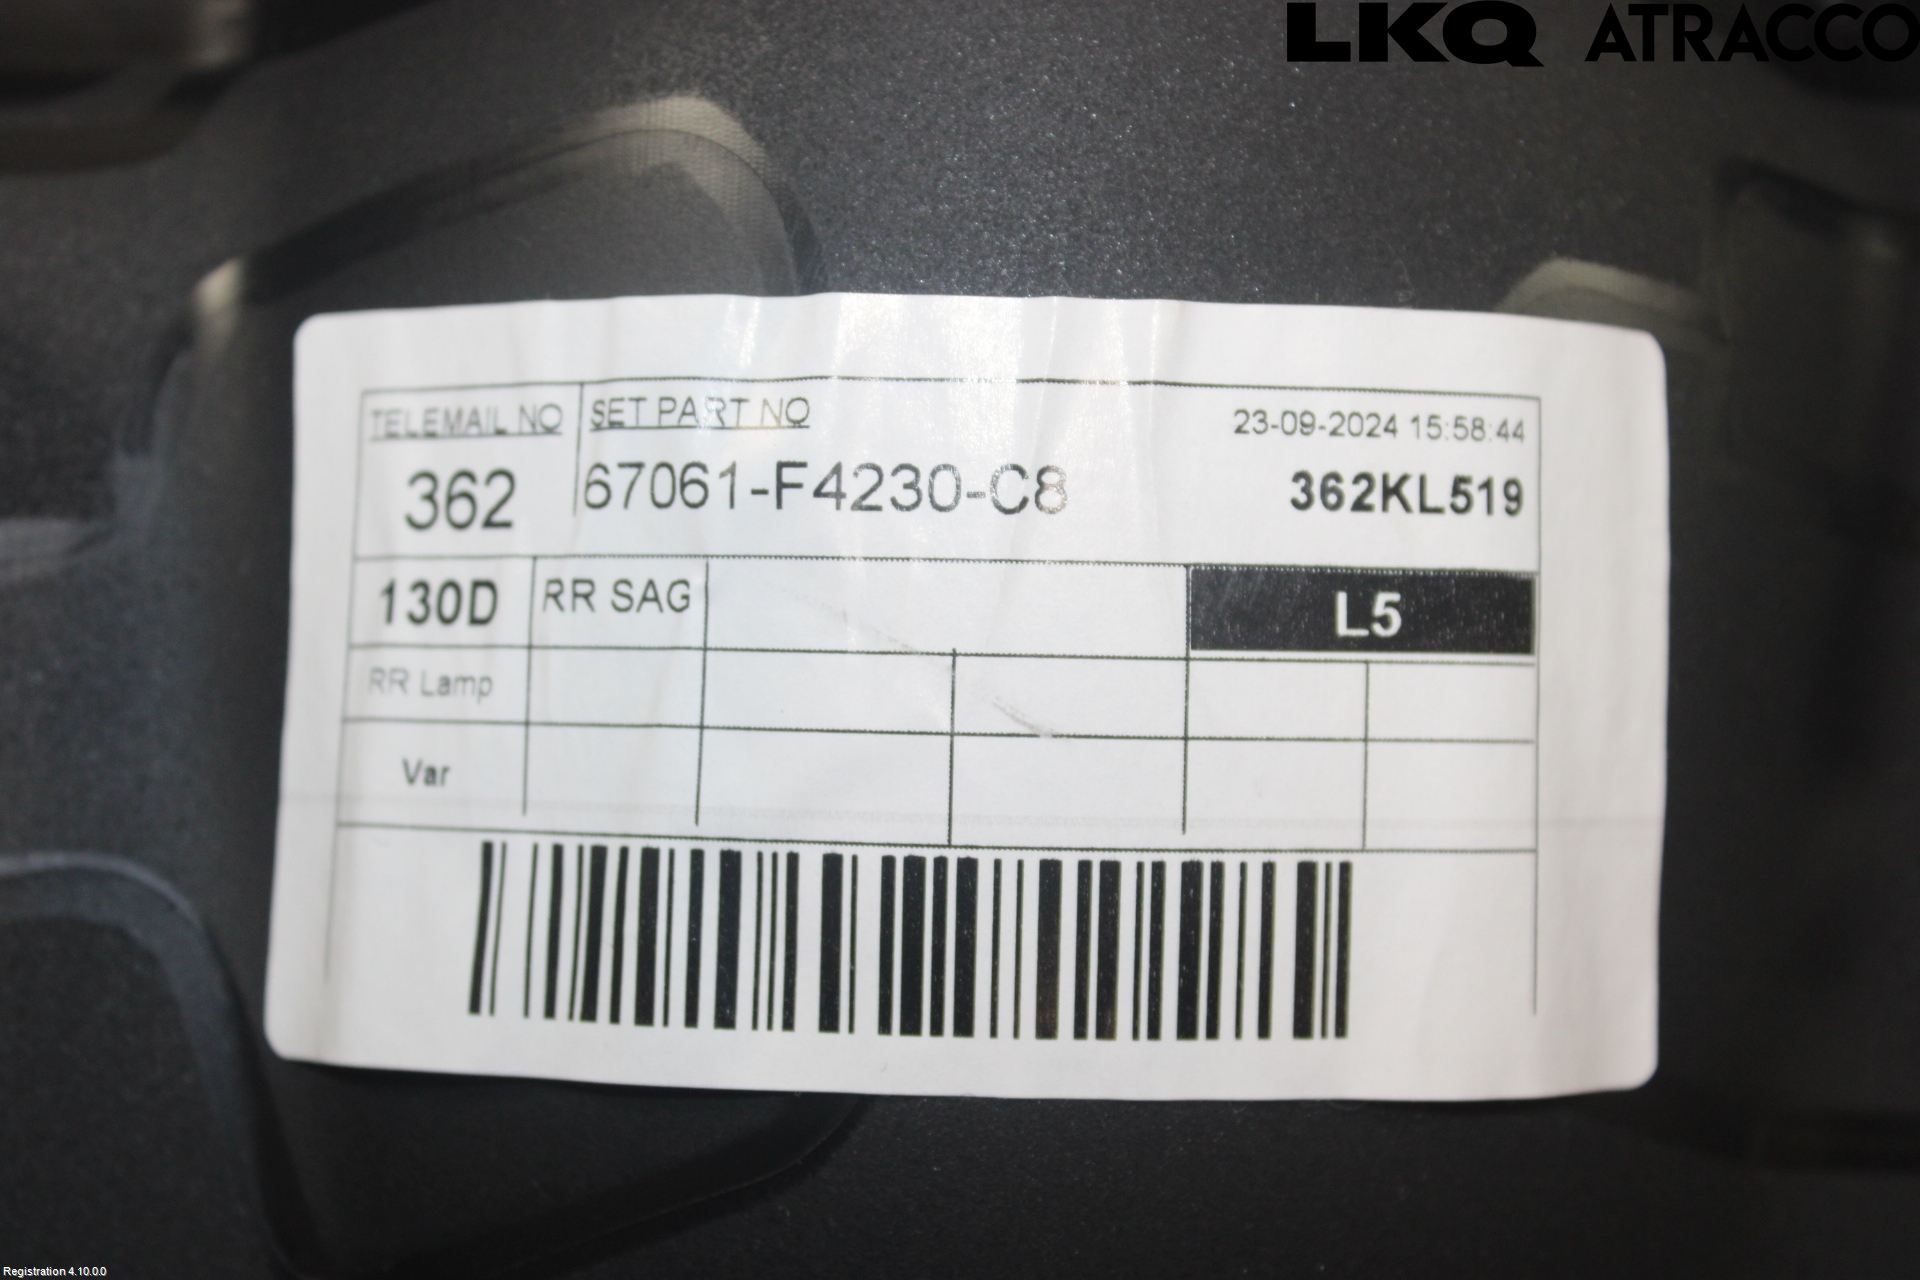 LKQ ATRACCO
TELEMAIL NO SET PART NO 23-09-2024 15:58:44
362 67061-F4230-C8 362KL519
130D RR SAG L5
RR Lamp
Var
Registration 4.10.0.0